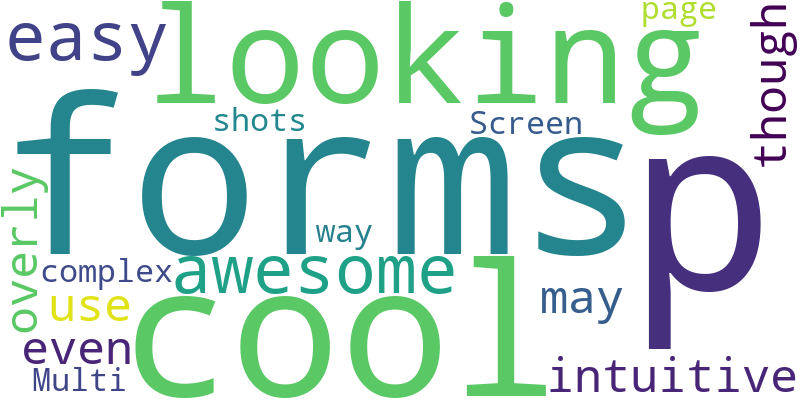 looking
page
easy
though
forms
p
shots
Screen
overly
way
complex
awesome
use
may
cool
even
Multi
intuitive